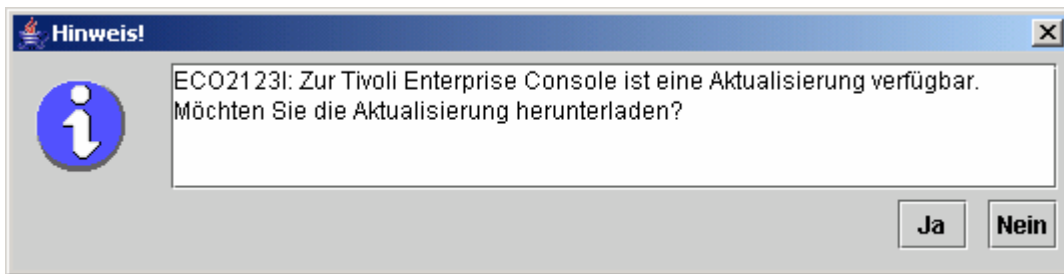 Hinweis!
ECO2123I: Zur Tivoli Enterprise Console ist eine Aktualisierung verfügbar.
Möchten Sie die Aktualisierung herunterladen?
Ja Nein